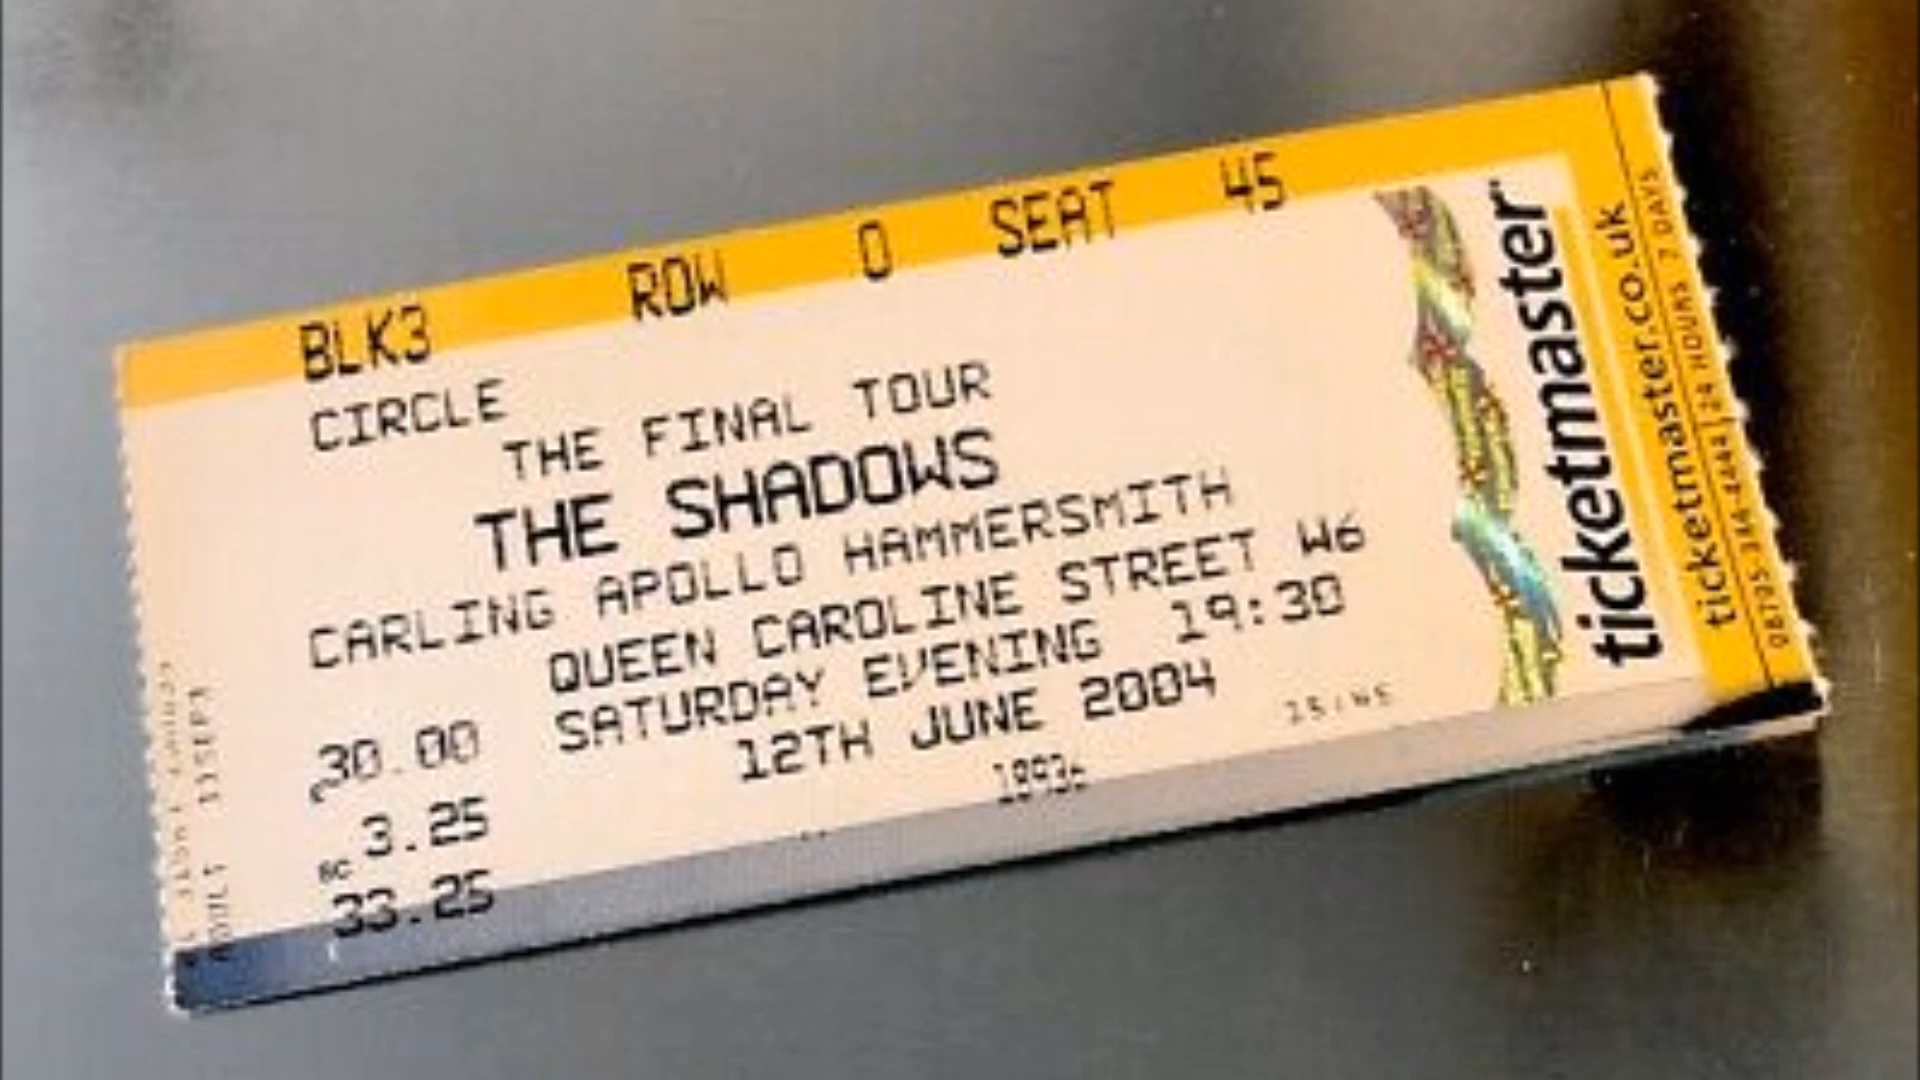 BLK3 ROW O SEAT 45
CIRCLE
THE FINAL TOUR
THE SHADOWS
CARLING APOLLO HAMMERSMITH
QUEEN CAROLINE STREET W6
SATURDAY EVENING 19:30
30.00 12TH JUNE 2004
3.25
BC
33.25
ticketmaster
ticketmaster.co.uk
24 HOURS 7 DAYS